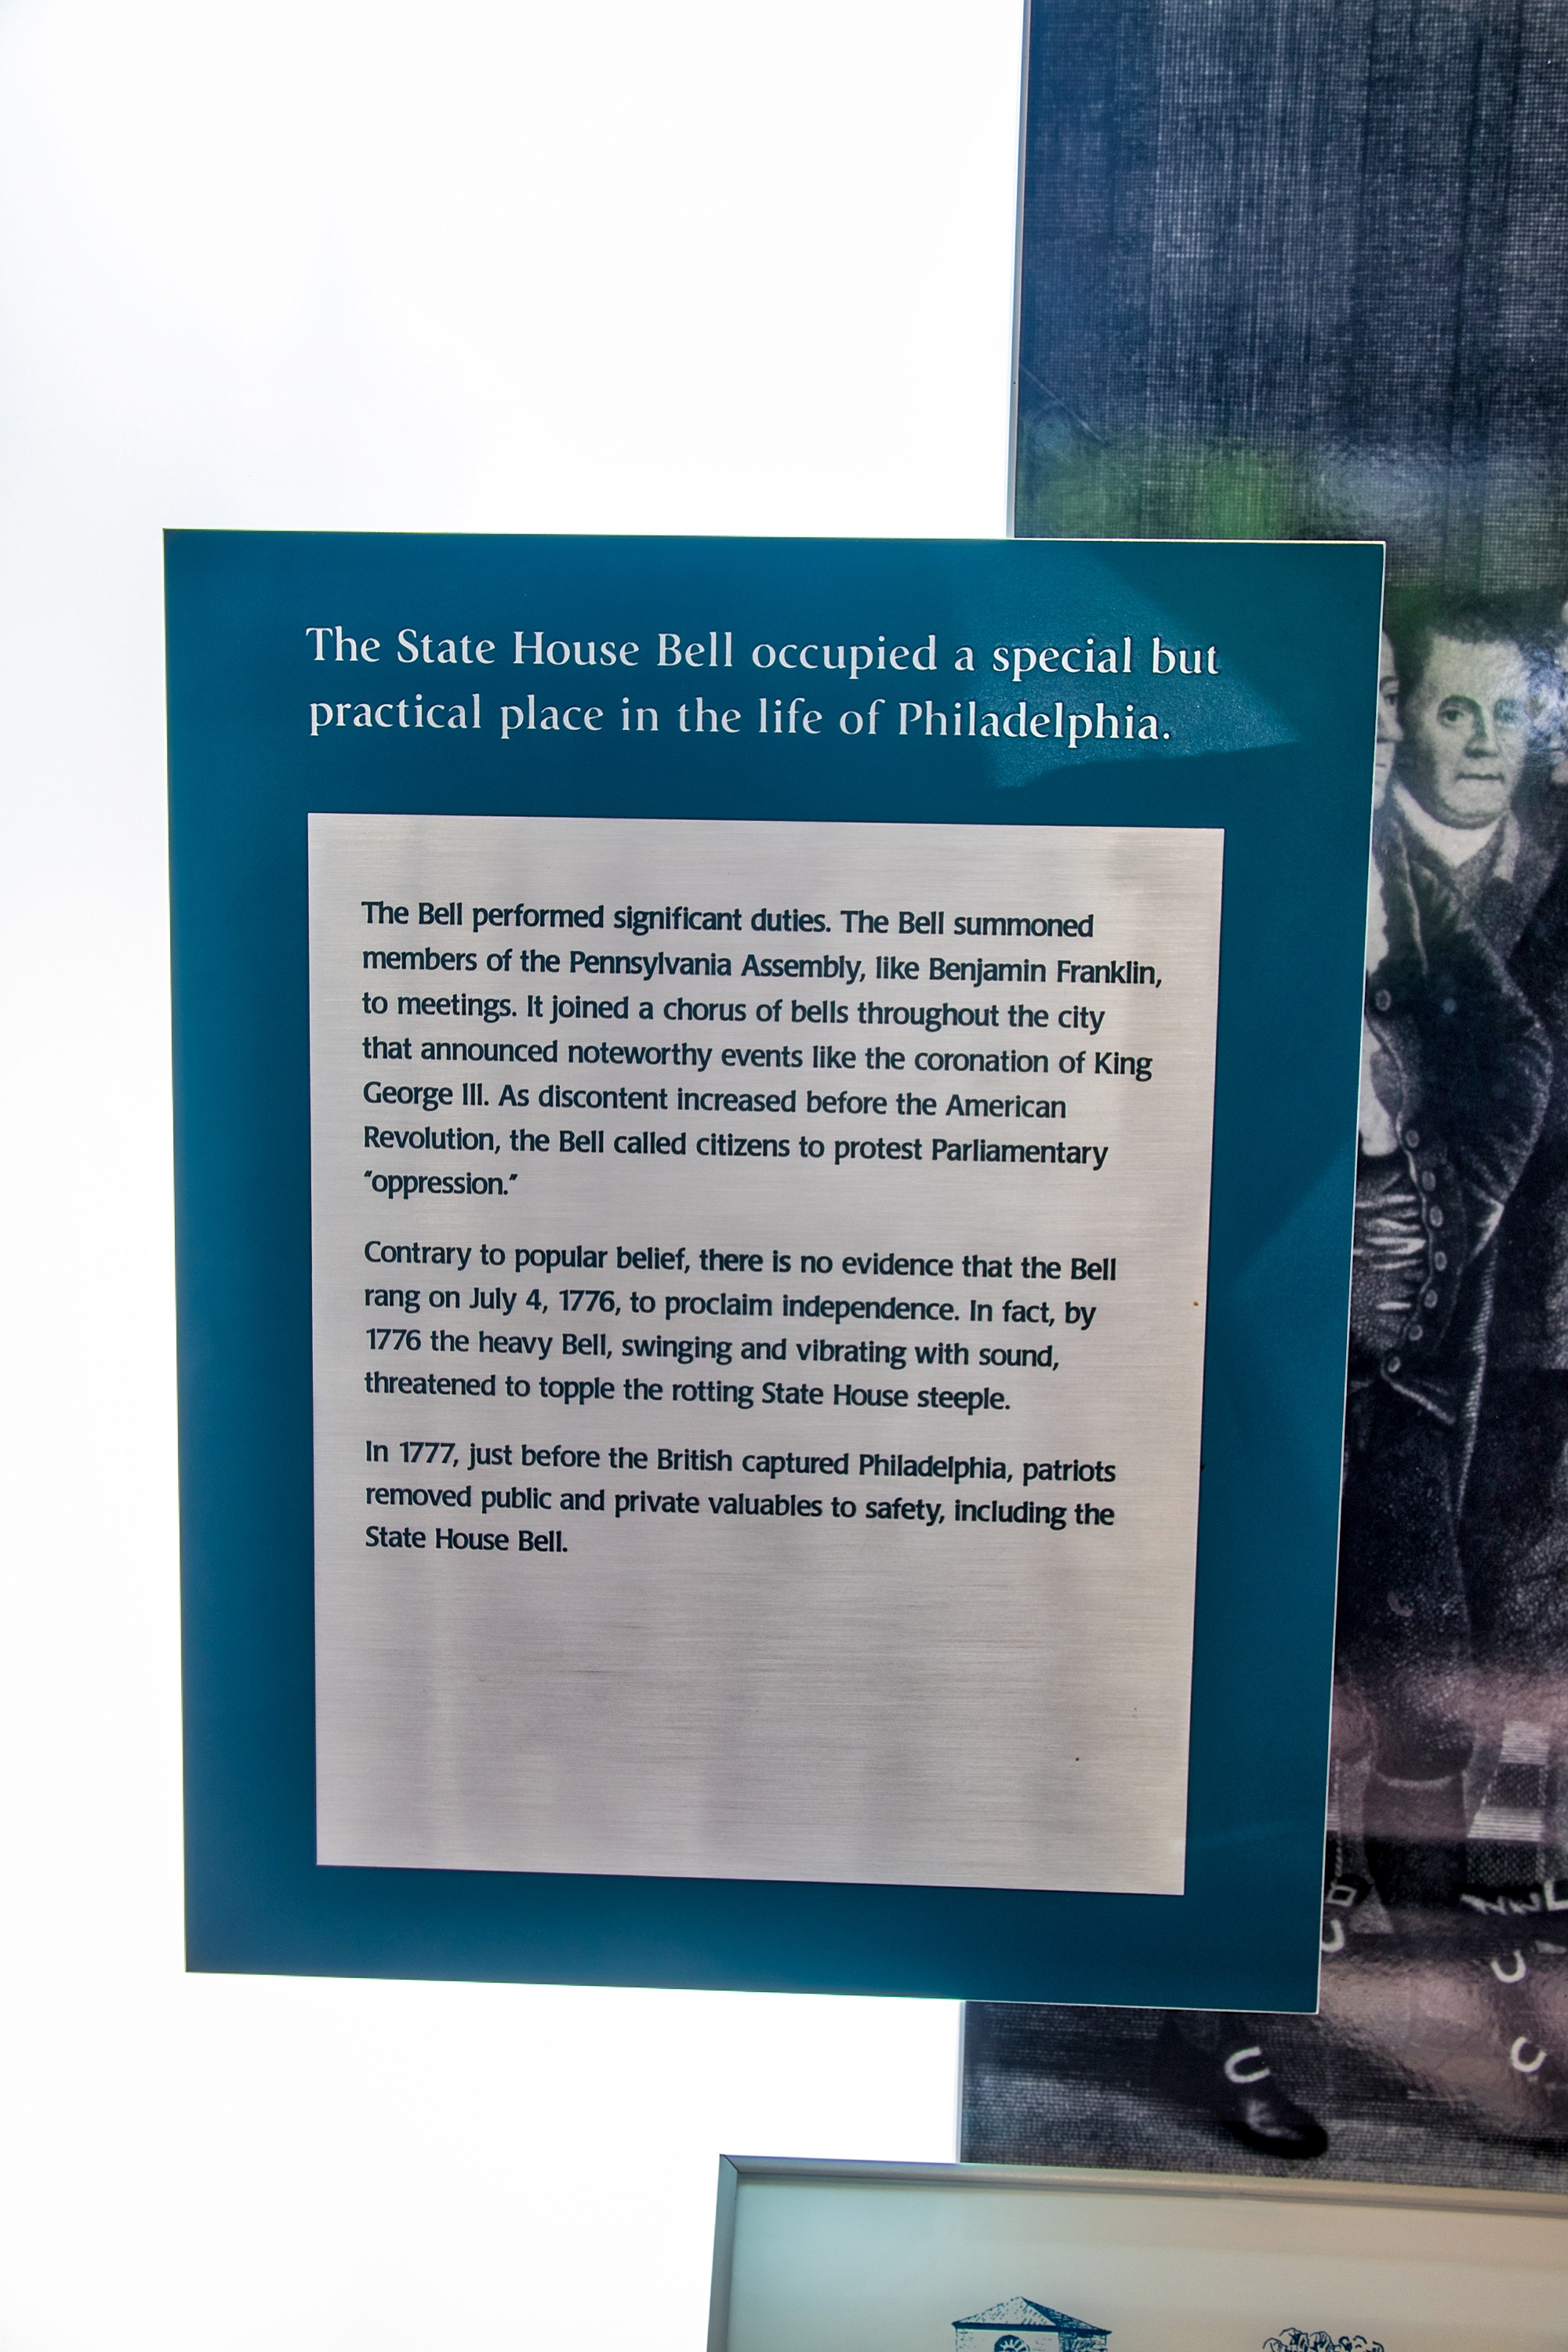 The State House Bell occupied a special but
practical place in the life of Philadelphia.
The Bell performed significant duties. The Bell summoned
members of the Pennsylvania Assembly, like Benjamin Franklin,
to meetings. It joined a chorus of bells throughout the city
that announced noteworthy events like the coronation of King
George III. As discontent increased before the American
Revolution, the Bell called citizens to protest Parliamentary
“oppression.”
Contrary to popular belief, there is no evidence that the Bell
rang on July 4, 1776, to proclaim independence. In fact, by
1776 the heavy Bell, swinging and vibrating with sound,
threatened to topple the rotting State House steeple.
In 1777, just before the British captured Philadelphia, patriots
removed public and private valuables to safety, including the
State House Bell.